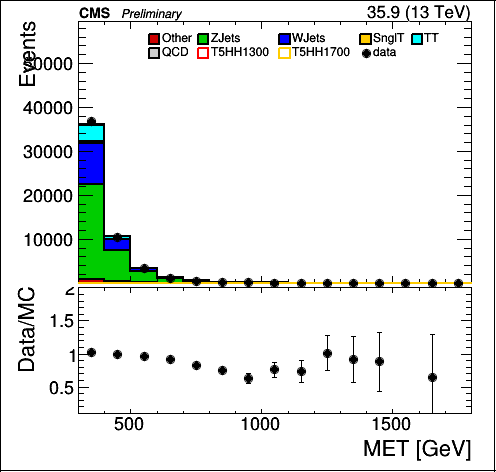 CMS Preliminary 35.9 (13 TeV)
Other ZJets WJets SnglT TT
QCD T5HH1300 T5HH1700 data
Events
50000
40000
30000
20000
10000
Data/MC
2
1.5
1
0.5
500 1000 1500
MET [GeV]